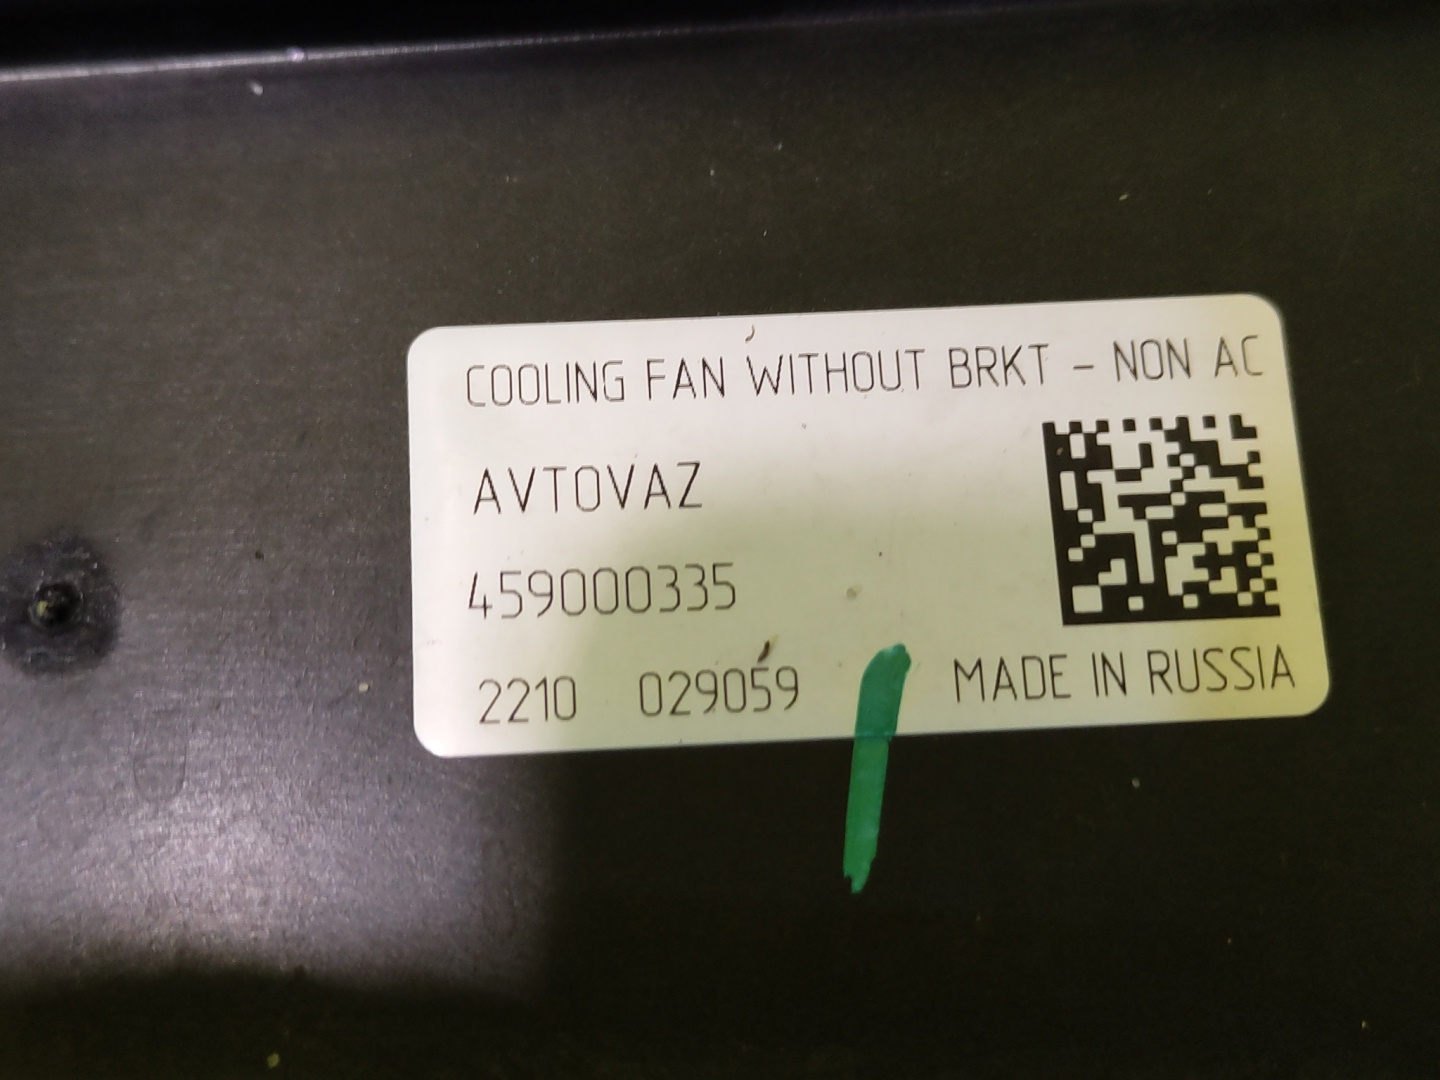 COOLING FAN WITHOUT BRKT - NON AC
AVTOVAZ
459000335
2210 029059 MADE IN RUSSIA